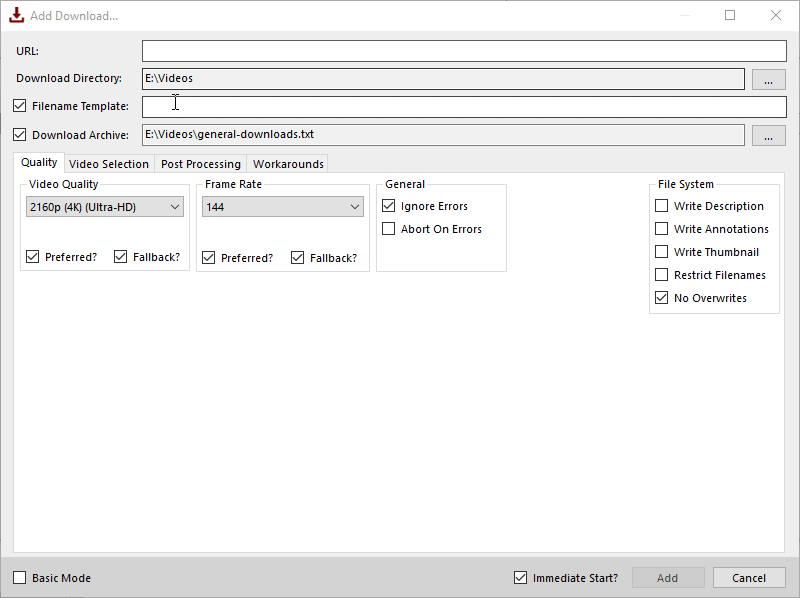 Add Download...
URL:
Download Directory: E:\Videos ...
Filename Template:
Download Archive: E:\Videos\general-downloads.txt ...
Quality Video Selection Post Processing Workarounds
Video Quality Frame Rate General File System
2160p (4K) (Ultra-HD) 144 Ignore Errors Write Description
Abort On Errors Write Annotations
Preferred? Fallback? Preferred? Fallback? Write Thumbnail
Restrict Filenames
No Overwrites
Basic Mode Immediate Start? Add Cancel